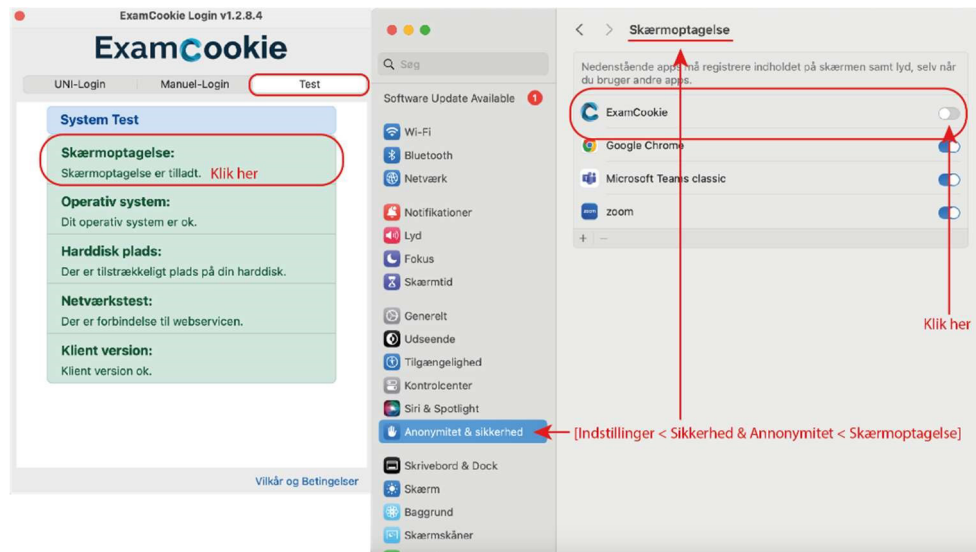 ExamCookie Login v1.2.8.4
ExamCookie
UNI-Login
Manuel-Login
Test
System Test
Skærmoptagelse:
Skærmoptagelse er tilladt. Klik her
Operativ system:
Dit operativ system er ok.
Harddisk plads:
Der er tilstrækkeligt plads på din harddisk.
Netværkstest:
Der er forbindelse til webservicen.
Klient version:
Klient version ok.
Vilkår og Betingelser
Søg
Software Update Available 1
Wi-Fi
Bluetooth
Netværk
Notifikationer
Lyd
Fokus
Skærmtid
Generelt
Udseende
Tilgængelighed
Kontrolcenter
Siri & Spotlight
Anonymitet & sikkerhed
Skrivebord & Dock
Skærm
Baggrund
Skærmskåner
Skærmoptagelse
Nedenstående apps må registrere indholdet på skærmen samt lyd, selv når
du bruger andre apps.
ExamCookie
Google Chrome
Microsoft Teams classic
zoom zoom
+ −
Klik her
[Indstillinger < Sikkerhed & Annonymitet < Skærmoptagelse]